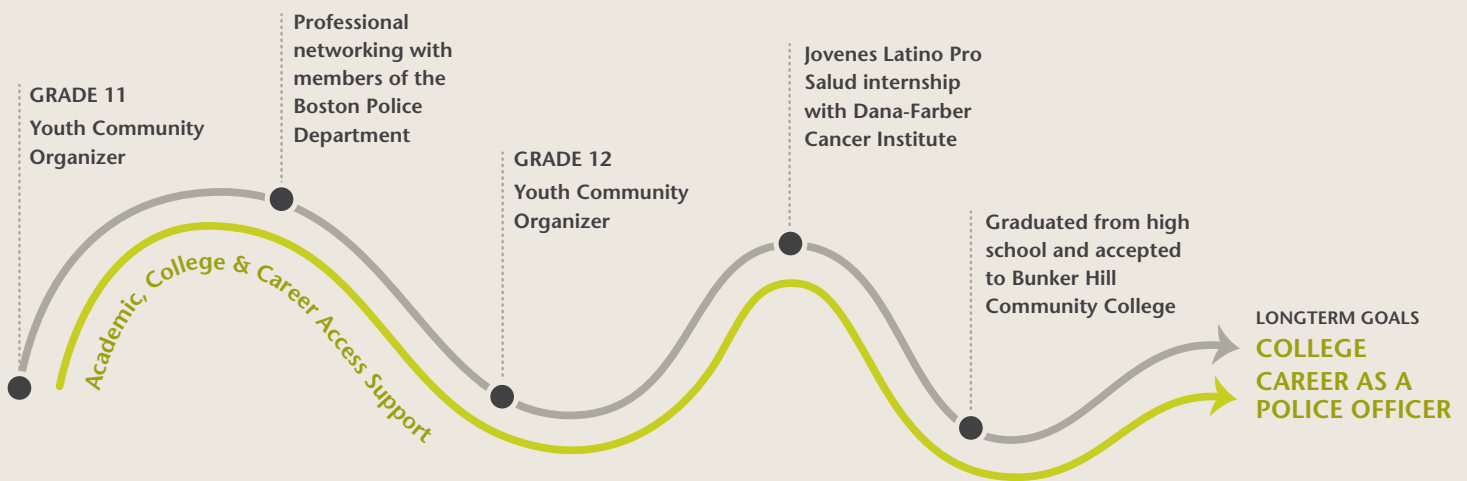 GRADE 11
Youth Community
Organizer
Professional
networking with
members of the
Boston Police
Department
GRADE 12
Youth Community
Organizer
Jovenes Latino Pro
Salud internship
with Dana-Farber
Cancer Institute
Graduated from high
school and accepted
to Bunker Hill
Community College
Academic, College & Career Access Support
LONGTERM GOALS
COLLEGE
CAREER AS A
POLICE OFFICER